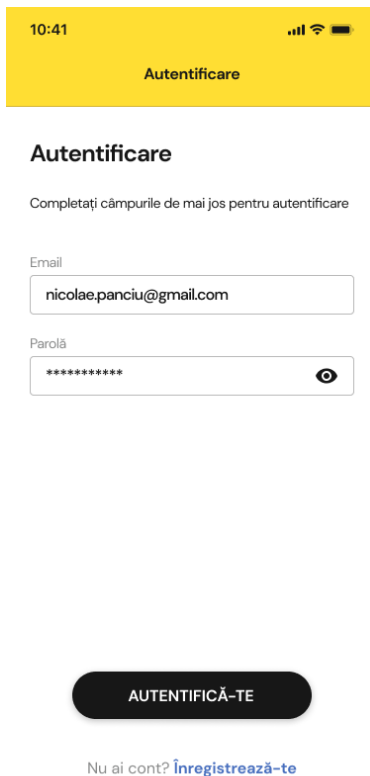 10:41
Autentificare
Autentificare
Completați câmpurile de mai jos pentru autentificare
Email
nicolae.panciu@gmail.com
Parolă
***********
AUTENTIFICĂ-TE
Nu ai cont? Înregistrează-te